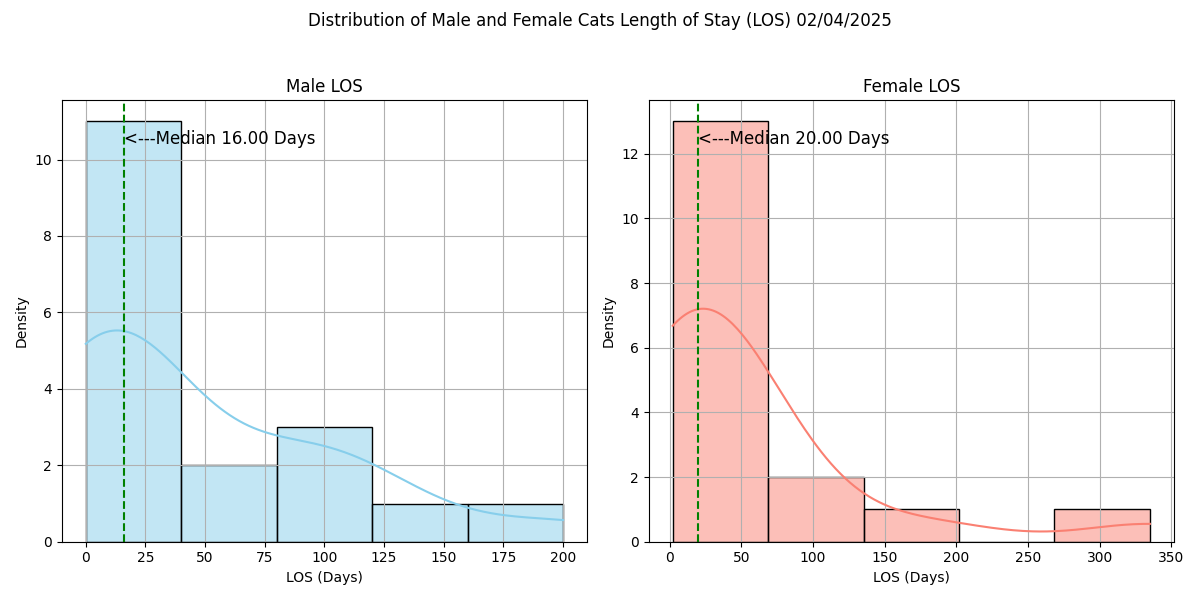 Distribution of Male and Female Cats Length of Stay (LOS) 02/04/2025
Male LOS
<---Median 16.00 Days
Density
10
8
6
4
2
0
0 25 50 75 100 125 150 175 200
LOS (Days)
Female LOS
<---Median 20.00 Days
Density
12
10
8
6
4
2
0
0 50 100 150 200 250 300 350
LOS (Days)